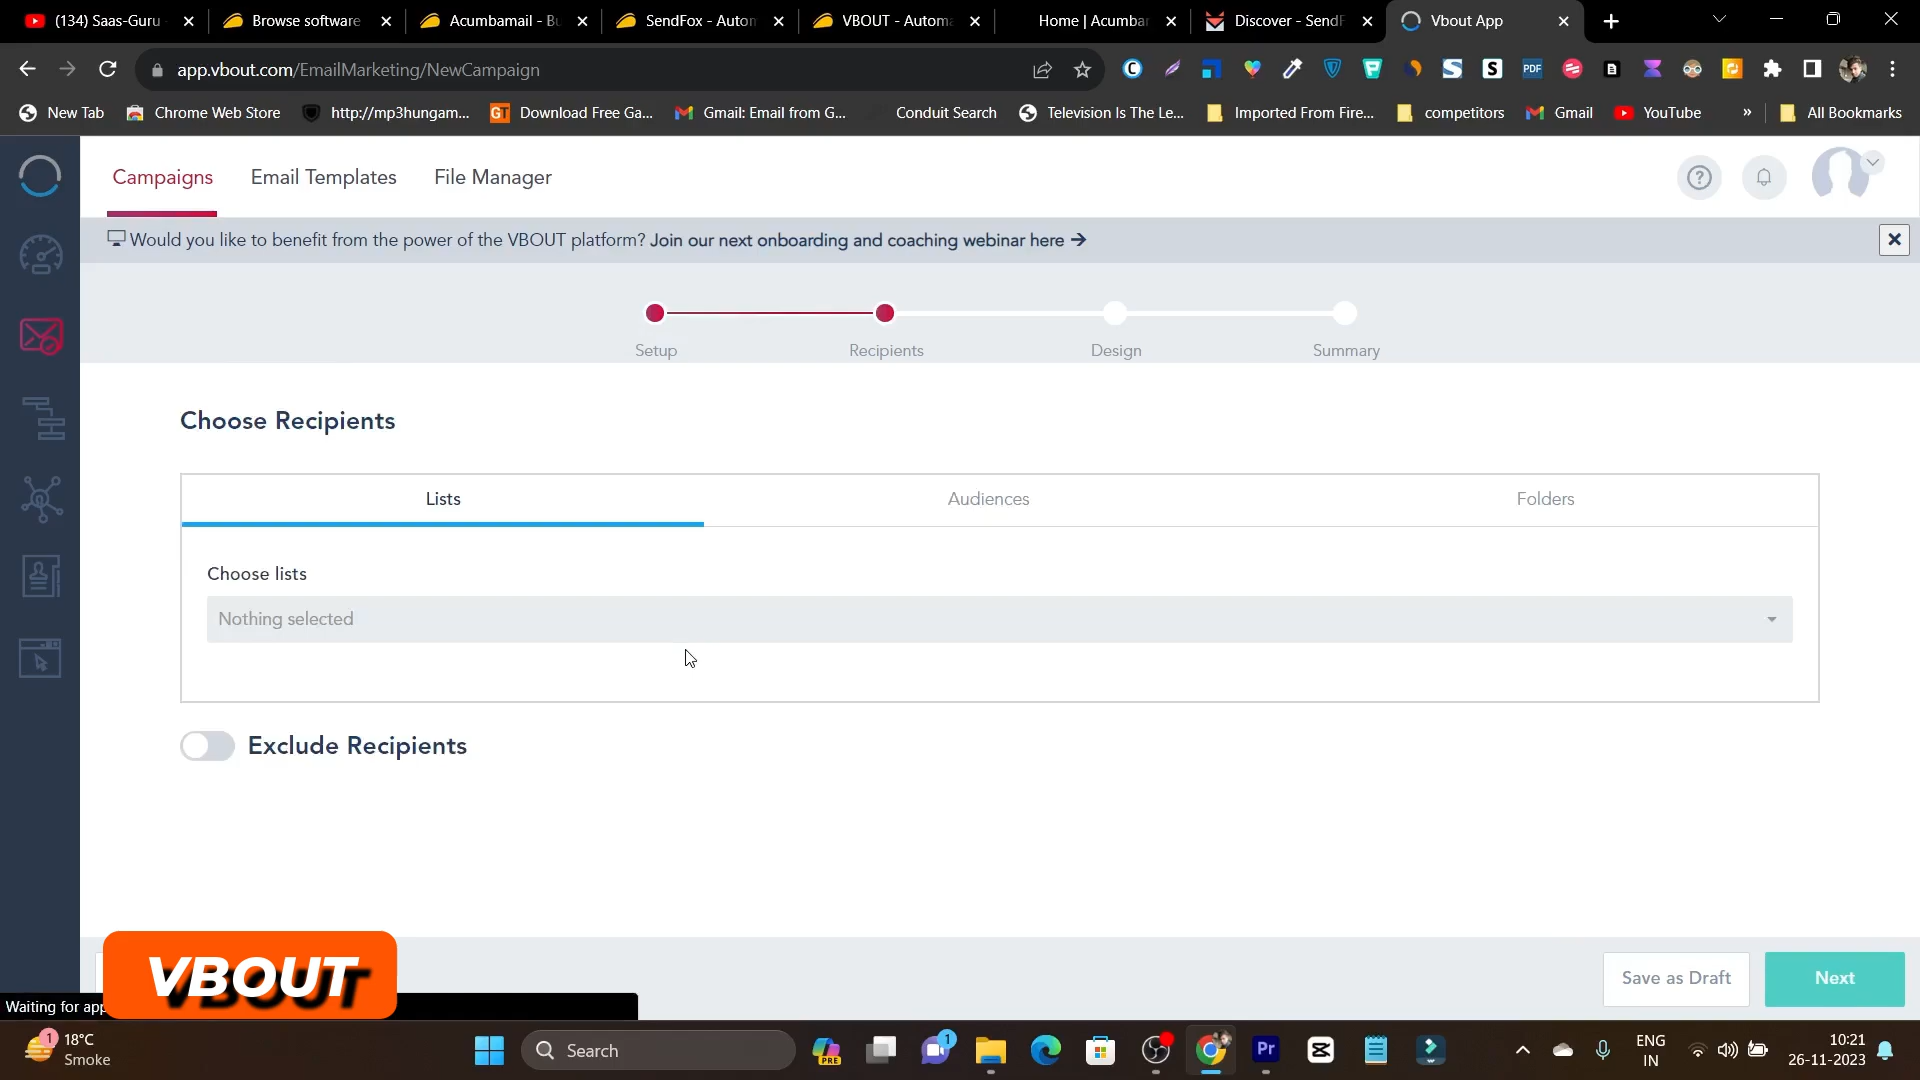 (134) Saas-Guru
Browse software
Acumbamail - Bu
SendFox - Autom
VBOUT - Automa
Home | Acumbar
Discover - SendF
Vbout App
app.vbout.com/EmailMarketing/NewCampaign
New Tab
Chrome Web Store
http://mp3hungam...
GT
Download Free Ga...
Gmail: Email from G...
Conduit Search
Television Is The Le...
Imported From Fire...
competitors
Gmail
YouTube
»
All Bookmarks
Campaigns
Email Templates
File Manager
Would you like to benefit from the power of the VBOUT platform? Join our next onboarding and coaching webinar here →
Setup
Recipients
Design
Summary
Choose Recipients
Lists
Audiences
Folders
Choose lists
Nothing selected
Exclude Recipients
VBOUT
Save as Draft
Next
Waiting for app
1
18°C
Smoke
Search
PRE
1
Pr
ENG
IN
10:21
26-11-2023